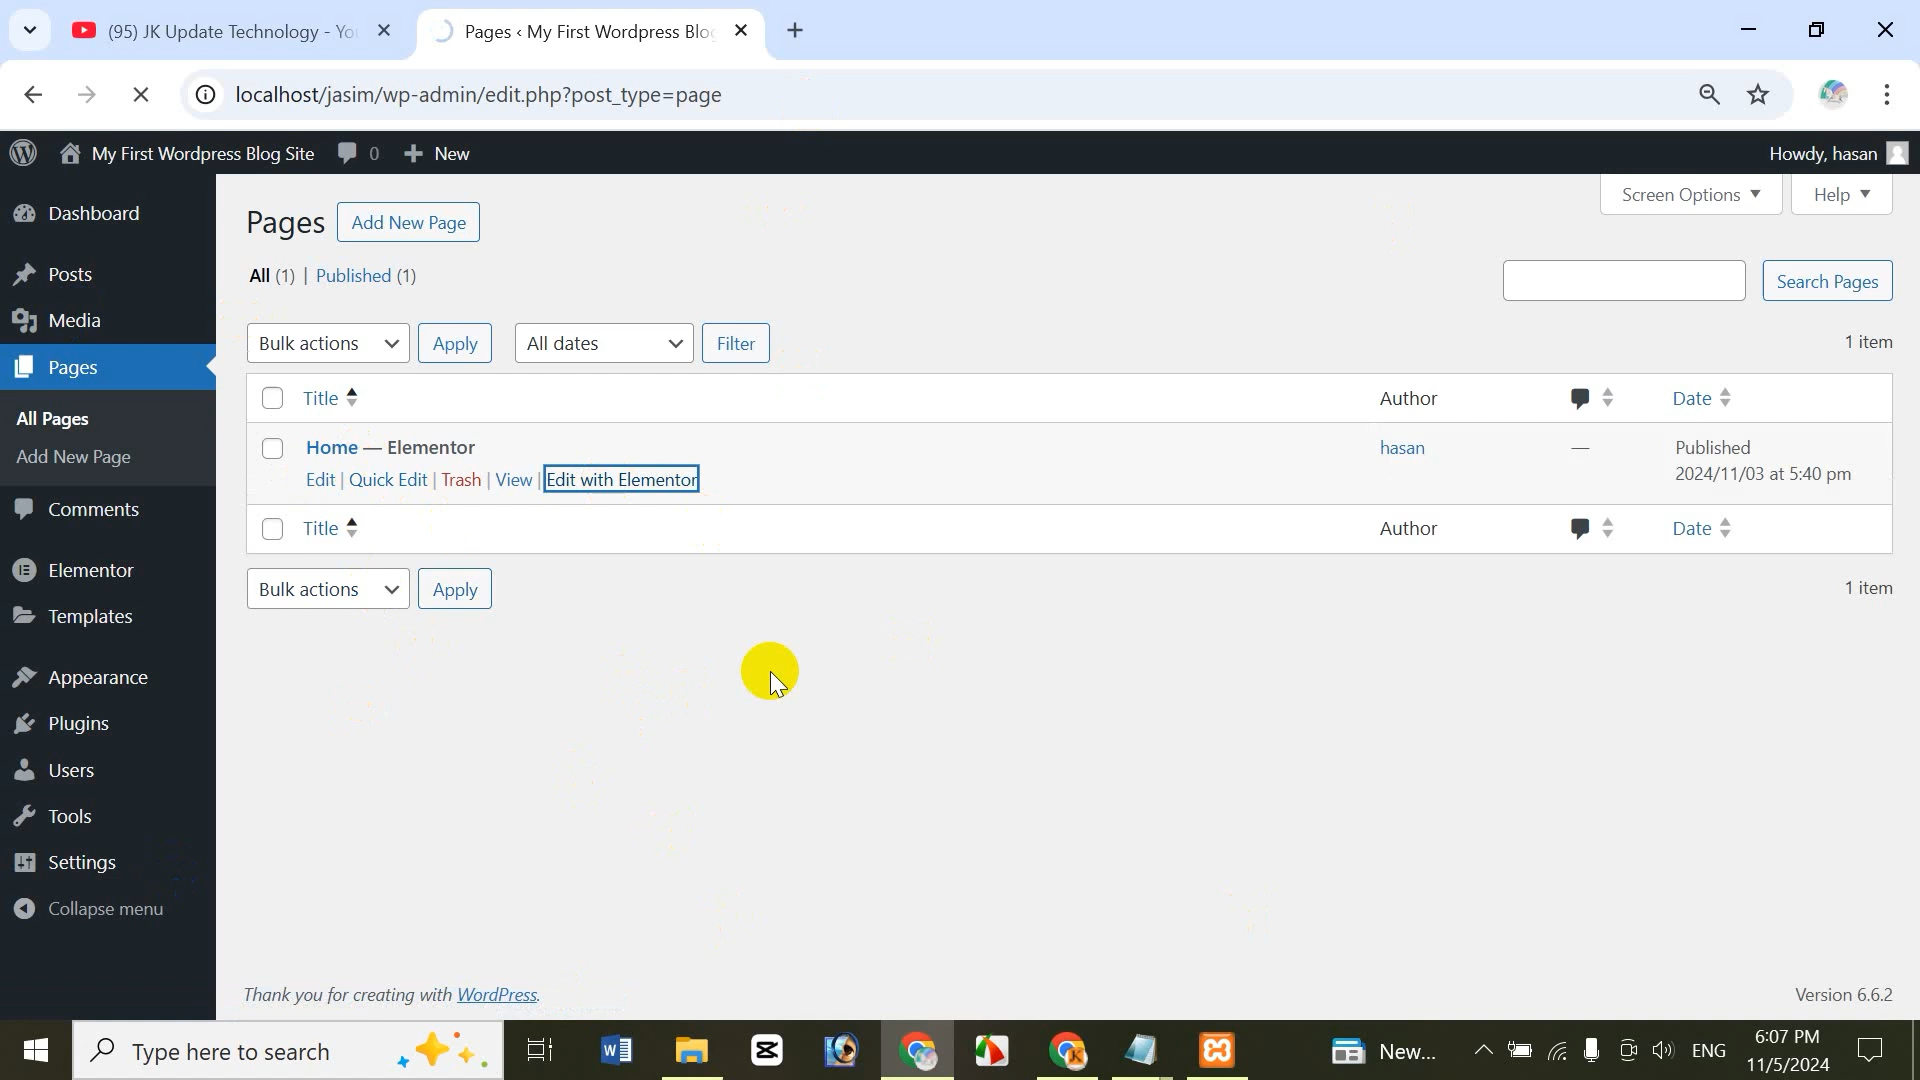 (95) JK Update Technology - You
Pages ‹ My First Wordpress Blog
localhost/jasim/wp-admin/edit.php?post_type=page
My First Wordpress Blog Site
0
New
Howdy, hasan
Dashboard
Posts
Media
Pages
All Pages
Add New Page
Comments
Elementor
Templates
Appearance
Plugins
Users
Tools
Settings
Collapse menu
Screen Options
Help
Pages
Add New Page
All (1) | Published (1)
Search Pages
Bulk actions
Apply
All dates
Filter
1 item
Title
Author
Date
Home — Elementor
hasan
—
Published
2024/11/03 at 5:40 pm
Edit | Quick Edit | Trash | View | Edit with Elementor
Title
Author
Date
Bulk actions
Apply
1 item
Thank you for creating with WordPress.
Version 6.6.2
Type here to search
New...
ENG
6:07 PM
11/5/2024